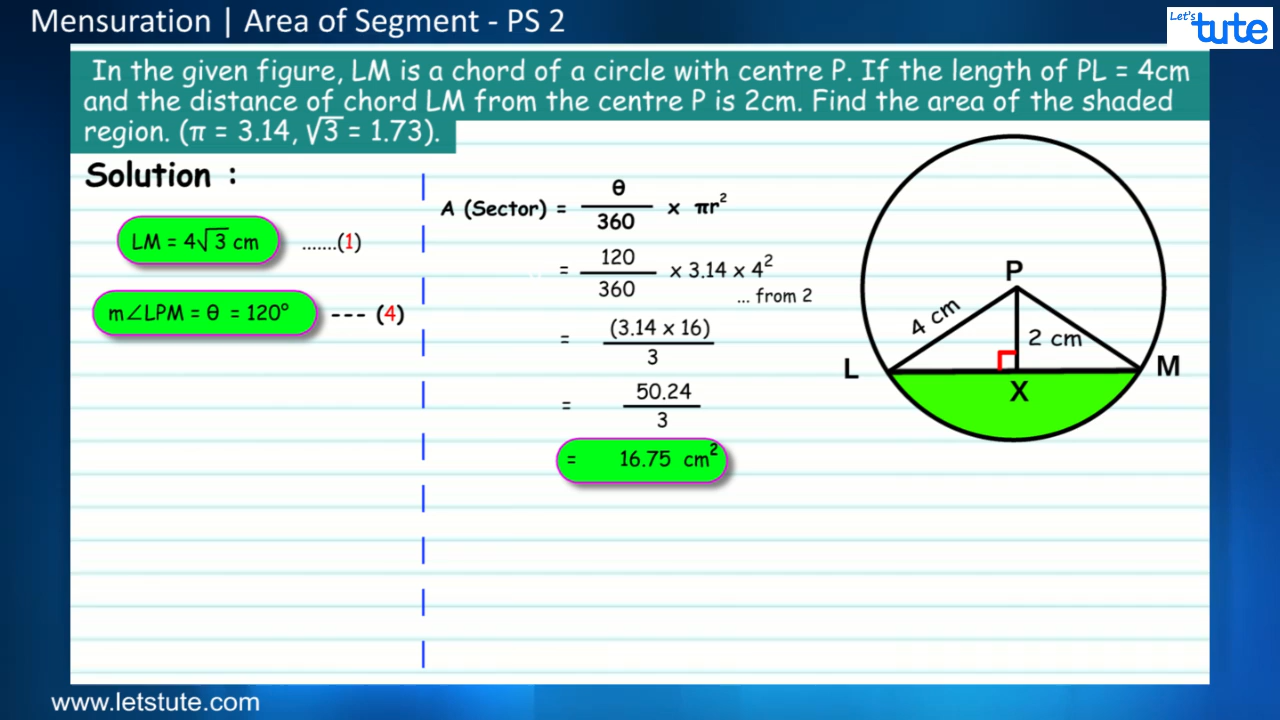 Mensuration | Area of Segment - PS 2
Let's tute
In the given figure, LM is a chord of a circle with centre P. If the length of PL = 4cm
and the distance of chord LM from the centre P is 2cm. Find the area of the shaded
region. (π = 3.14, √3 = 1.73).
Solution :
LM = 4√3 cm .......(1)
m∠LPM = θ = 120° --- (4)
A (Sector) = θ/360 x πr²
= 120/360 x 3.14 x 4²
... from 2
= (3.14 x 16)/3
= 50.24/3
= 16.75 cm²
P
4 cm
2 cm
L
M
X
www.letstute.com